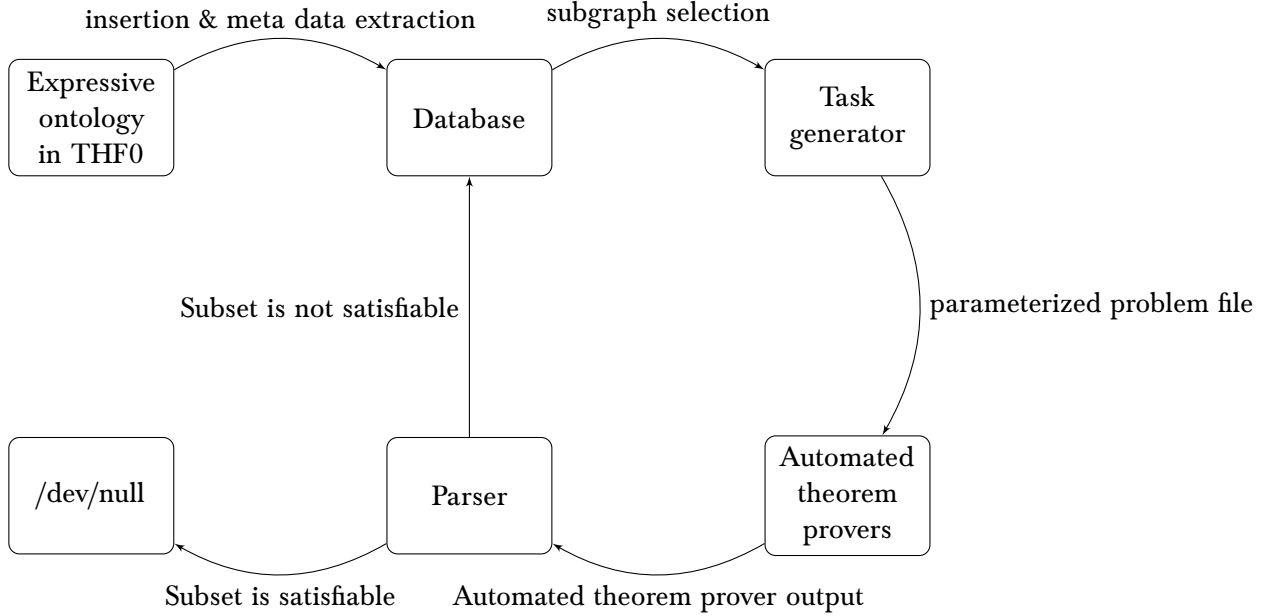 insertion & meta data extraction
subgraph selection
Expressive
ontology
in THF0
Database
Task
generator
Subset is not satisfiable
parameterized problem file
/dev/null
Parser
Automated
theorem
provers
Subset is satisfiable
Automated theorem prover output